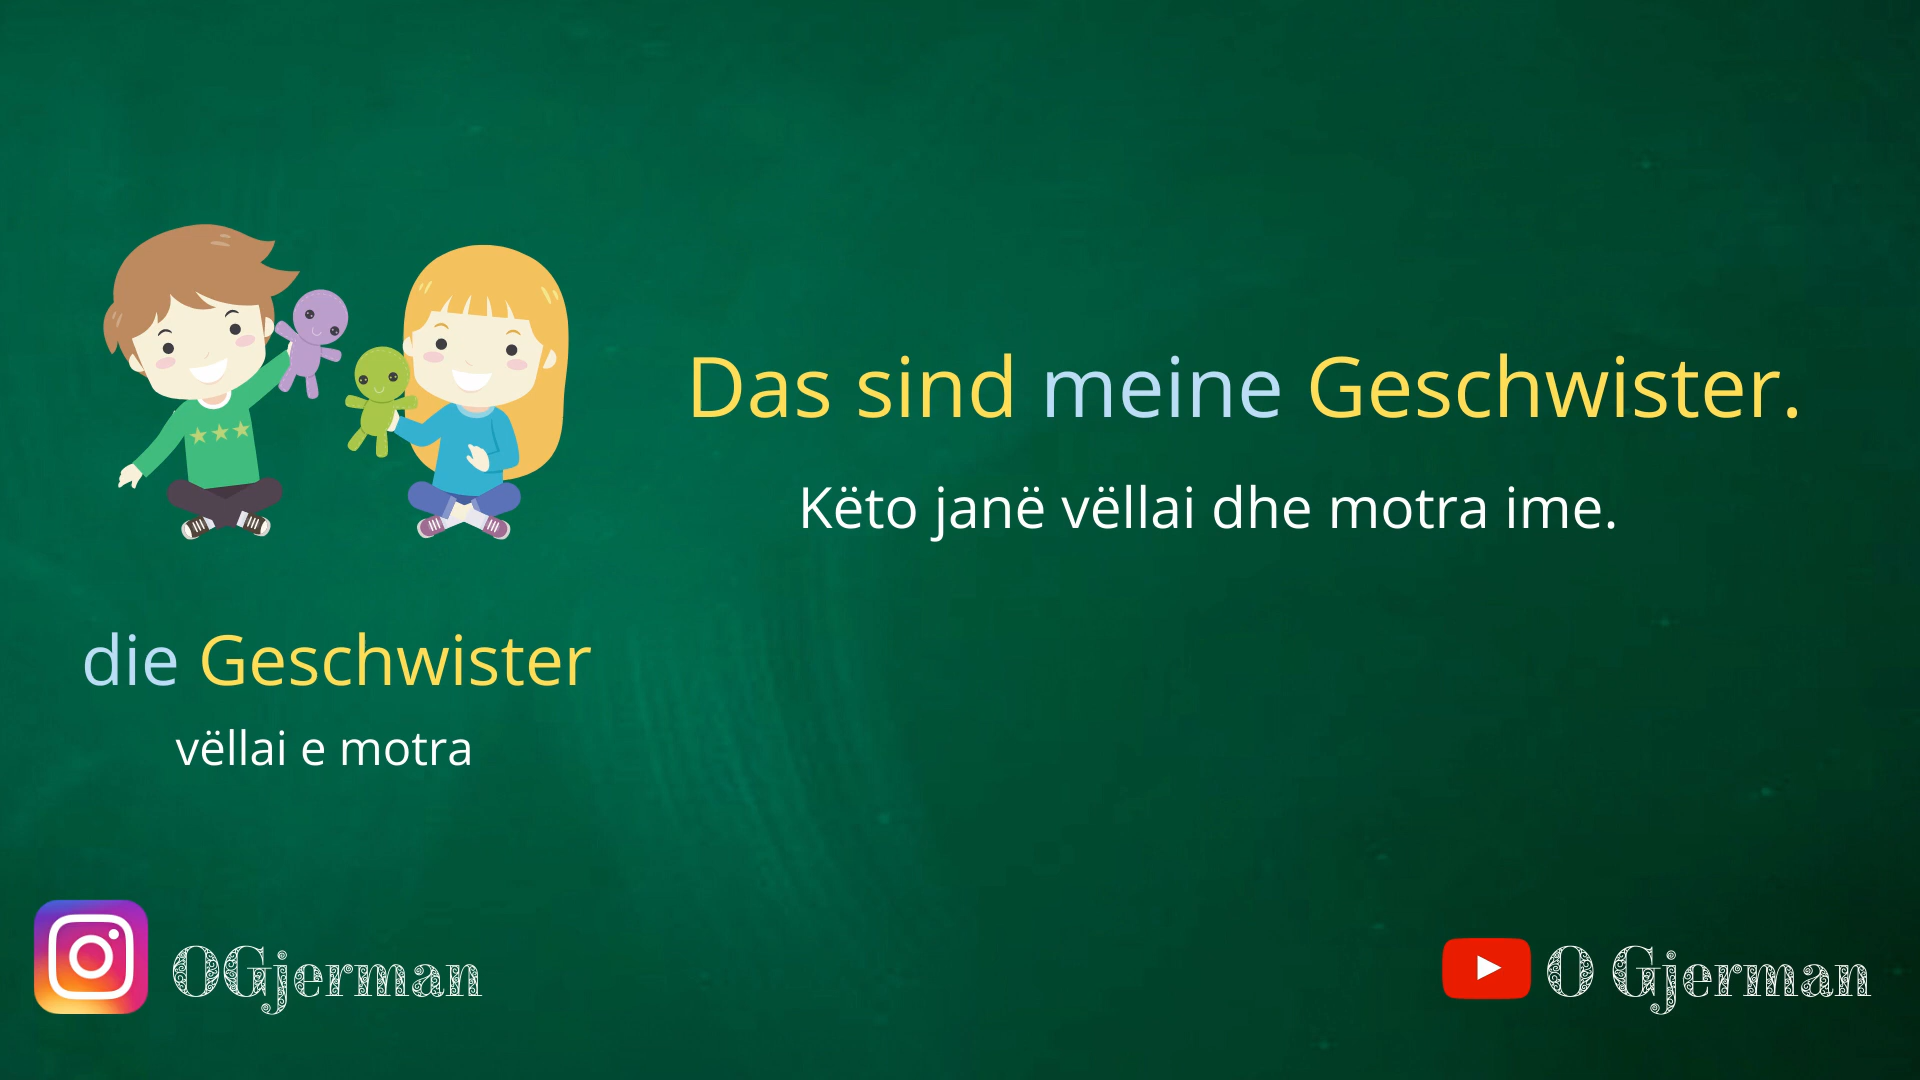 Das sind meine Geschwister.
Këto janë vëllai dhe motra ime.
die Geschwister
vëllai e motra
OGjerman
O Gjerman